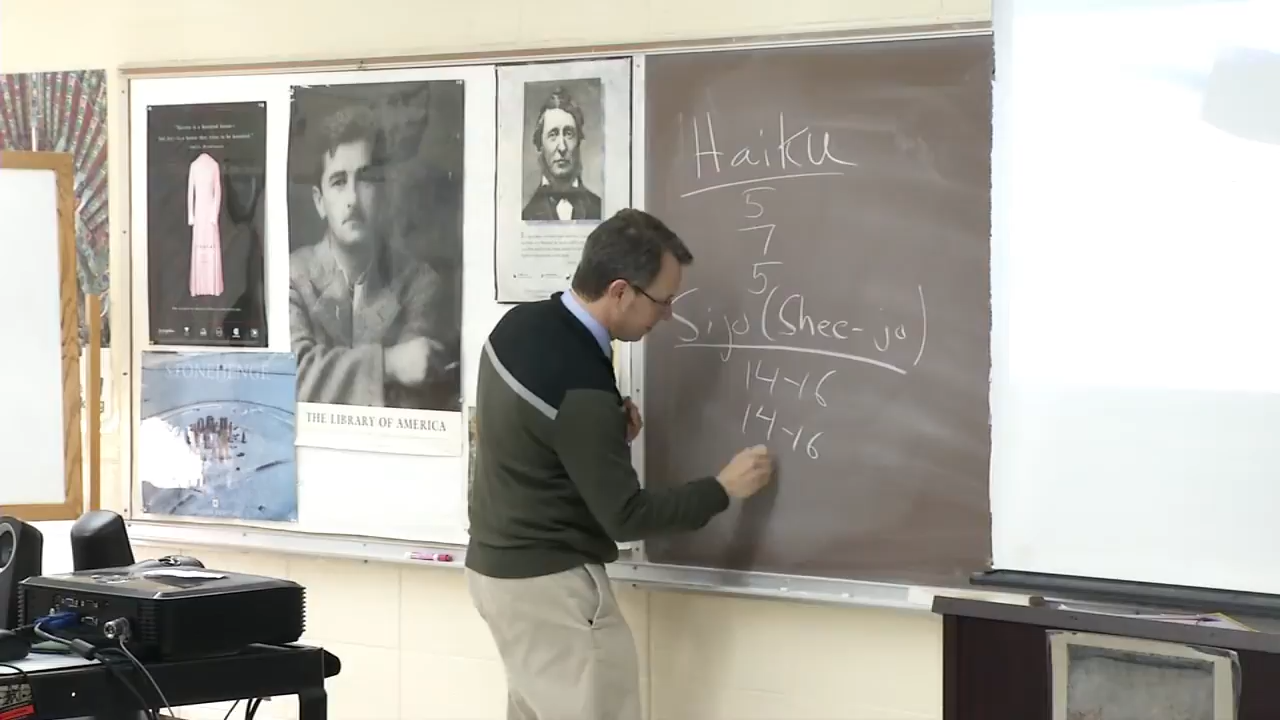 STONEHENGE
THE LIBRARY OF AMERICA
Haiku
5
7
5
Sijo (Shee-jo)
14-16
14-16